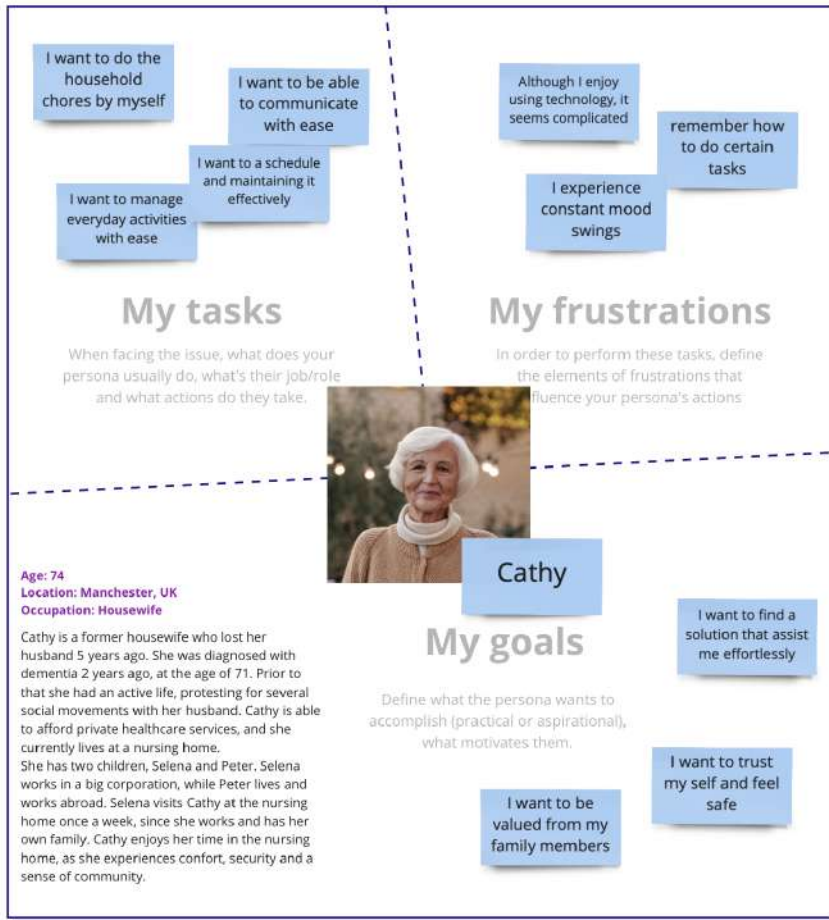 I want to do the
household
chores by myself
I want to be able
to communicate
with ease
I want to a schedule
and maintaining it
effectively
I want to manage
everyday activities
with ease
My tasks
When facing the issue, what does your
persona usually do, what's their job/role
and what actions do they take.
Although I enjoy
using technology, it
seems complicated
remember how
to do certain
tasks
I experience
constant mood
swings
My frustrations
In order to perform these tasks, define
the elements of frustrations that
fluence your persona's actions
Age: 74
Location: Manchester, UK
Occupation: Housewife
Cathy is a former housewife who lost her
husband 5 years ago. She was diagnosed with
dementia 2 years ago, at the age of 71. Prior to
that she had an active life, protesting for several
social movements with her husband. Cathy is able
to afford private healthcare services, and she
currently lives at a nursing home.
She has two children, Selena and Peter. Selena
works in a big corporation, while Peter lives and
works abroad. Selena visits Cathy at the nursing
home once a week, since she works and has her
own family. Cathy enjoys her time in the nursing
home, as she experiences confort, security and a
sense of community.
Cathy
My goals
Define what the persona wants to
accomplish (practical or aspirational),
what motivates them.
I want to find a
solution that assist
me effortlessly
I want to trust
my self and feel
safe
I want to be
valued from my
family members